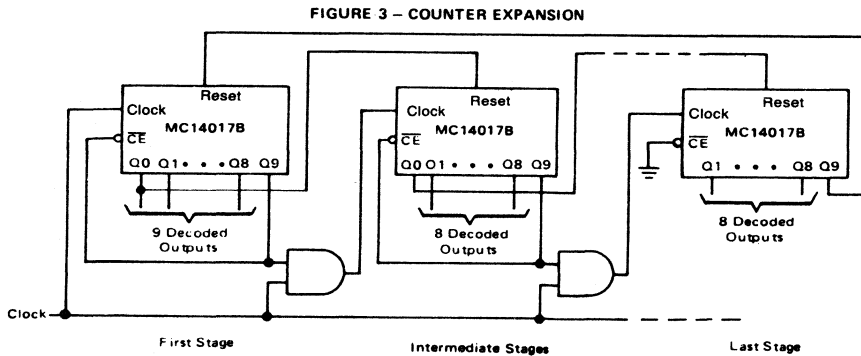 FIGURE 3 – COUNTER EXPANSION
Reset
Clock
MC14017B
CE
Q0 Q1 • • • Q8 Q9
9 Decoded
Outputs
Reset
Clock
MC14017B
CE
Q0 Q1 • • • Q8 Q9
8 Decoded
Outputs
Reset
Clock
MC14017B
CE
Q1 • • • Q8 Q9
8 Decoded
Outputs
Clock
First Stage
Intermediate Stages
Last Stage